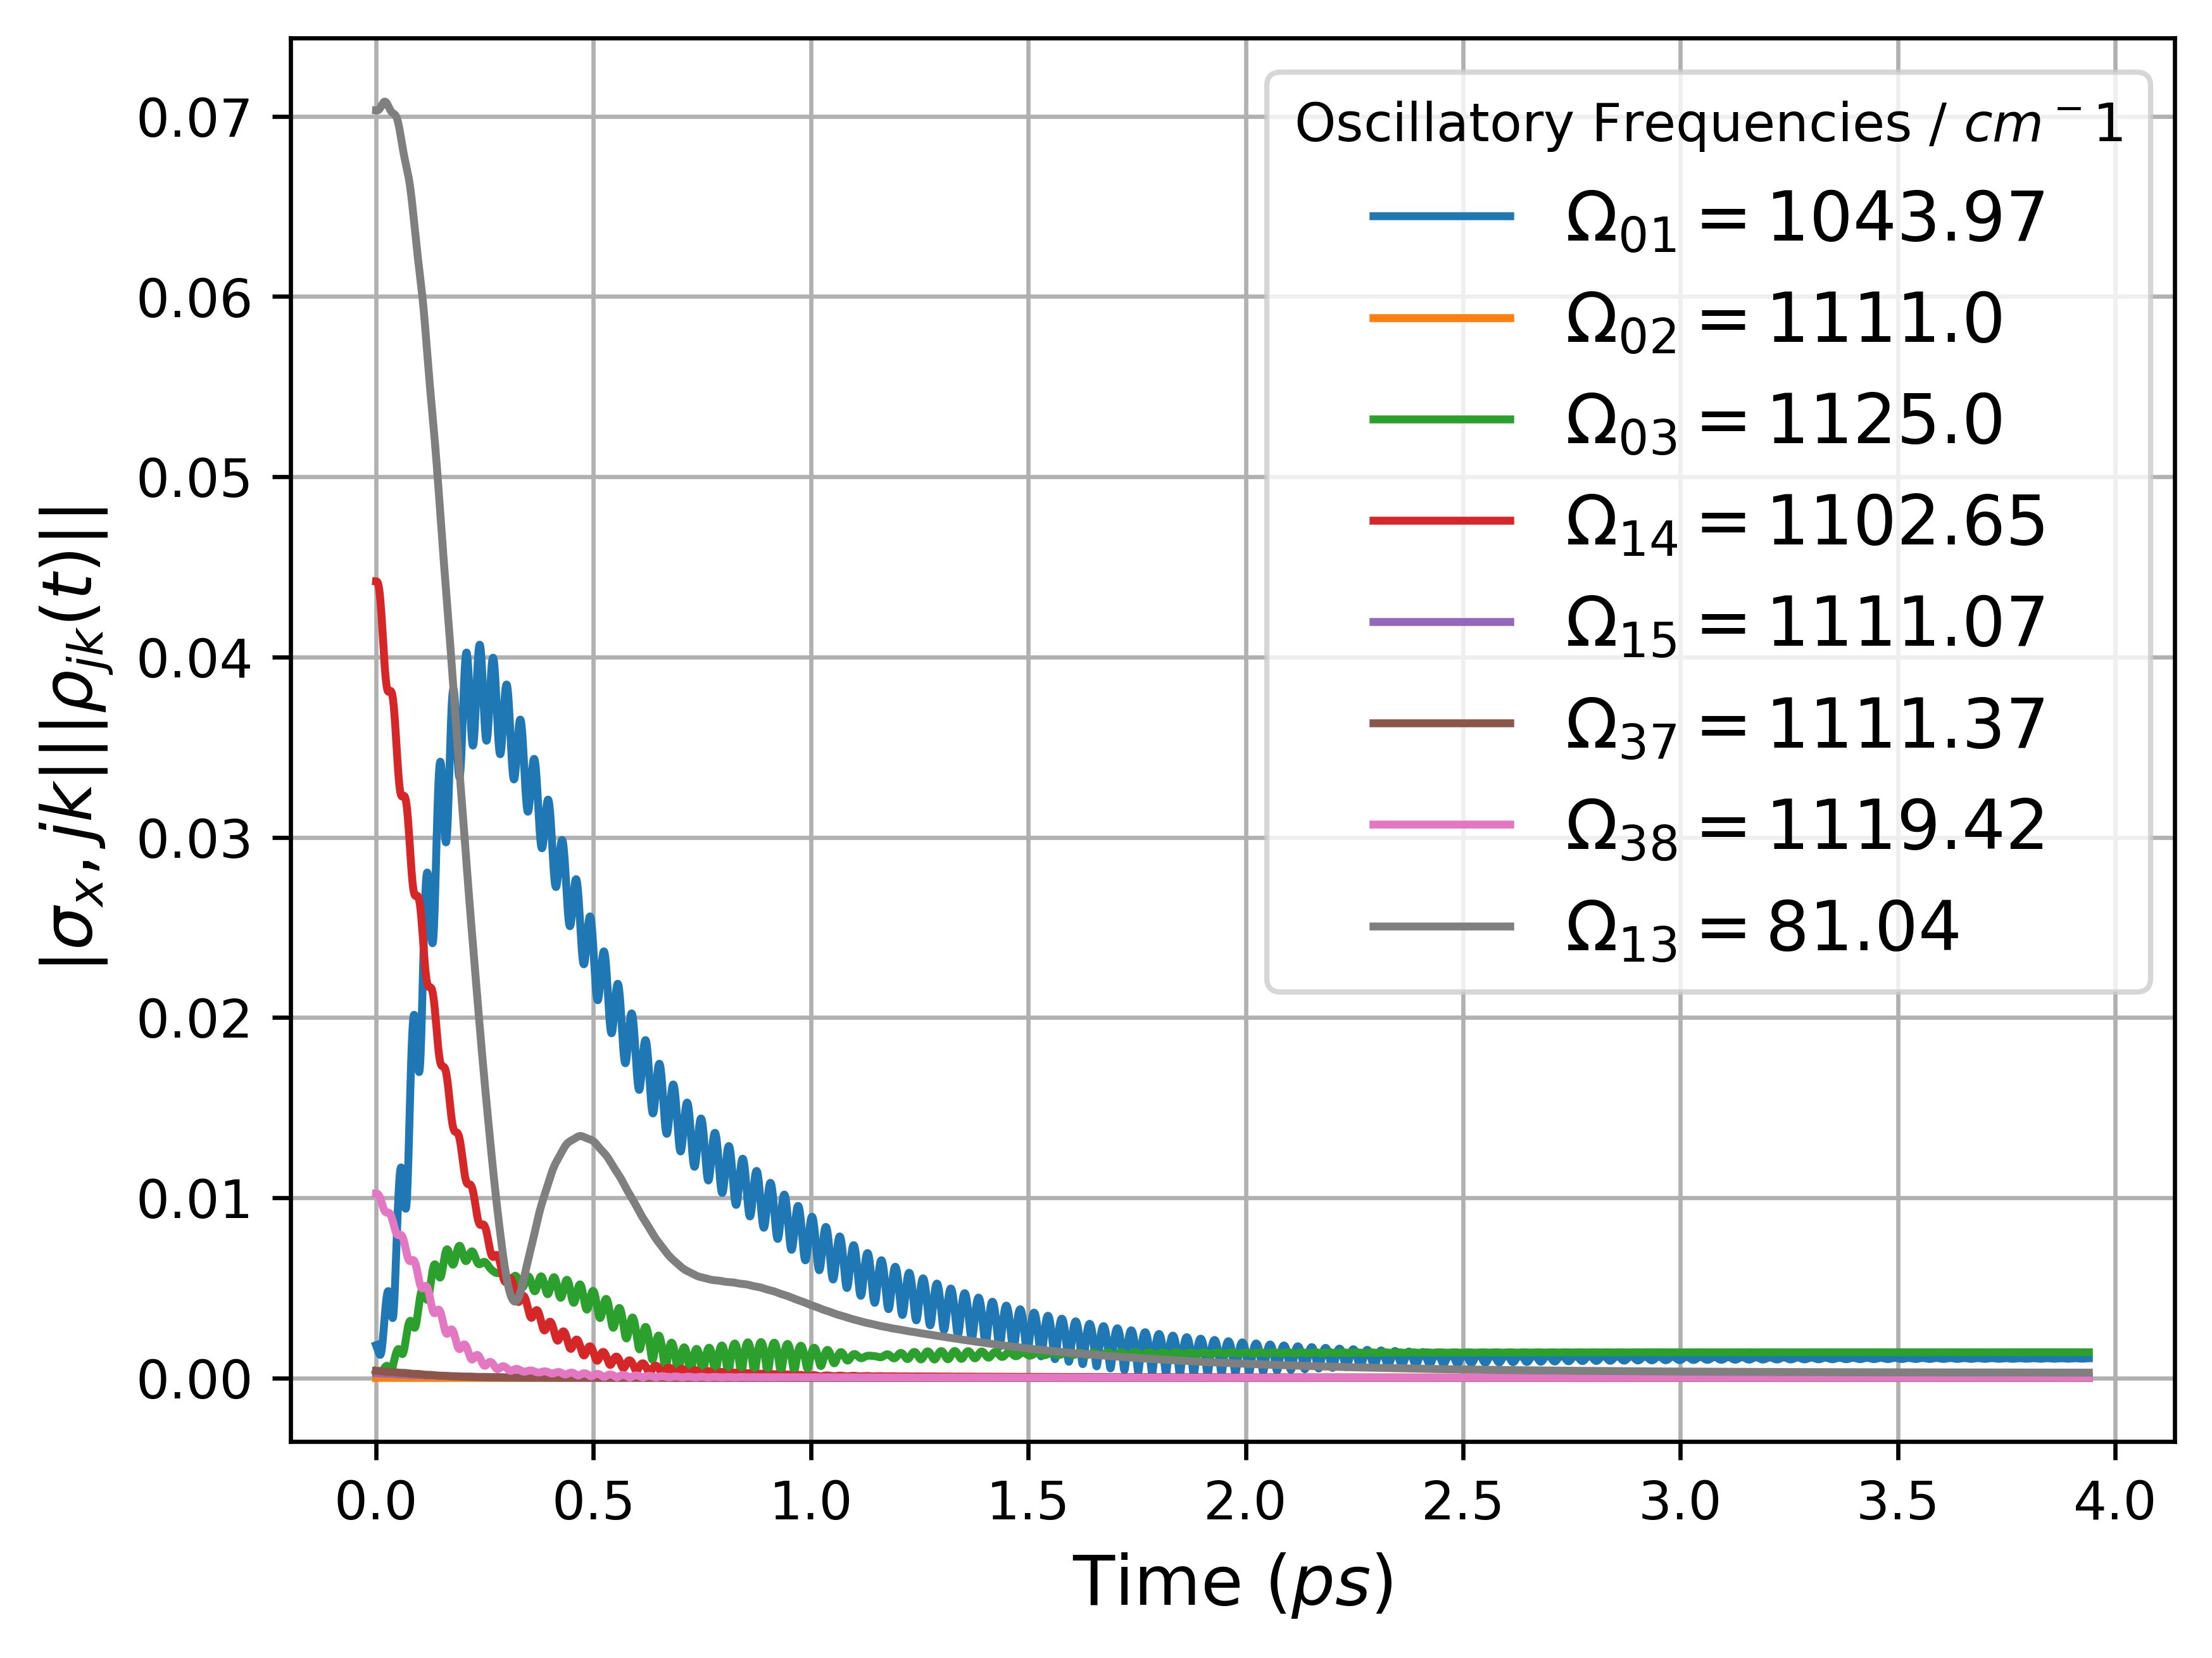 Oscillatory Frequencies / cm⁻1
Ω₀₁ = 1043.97
Ω₀₂ = 1111.0
Ω₀₃ = 1125.0
Ω₁₄ = 1102.65
Ω₁₅ = 1111.07
Ω₃₇ = 1111.37
Ω₃₈ = 1119.42
Ω₁₃ = 81.04
|σₓ, jk|||ρⱼₖ(t)||
0.07
0.06
0.05
0.04
0.03
0.02
0.01
0.00
0.0 0.5 1.0 1.5 2.0 2.5 3.0 3.5 4.0
Time (ps)